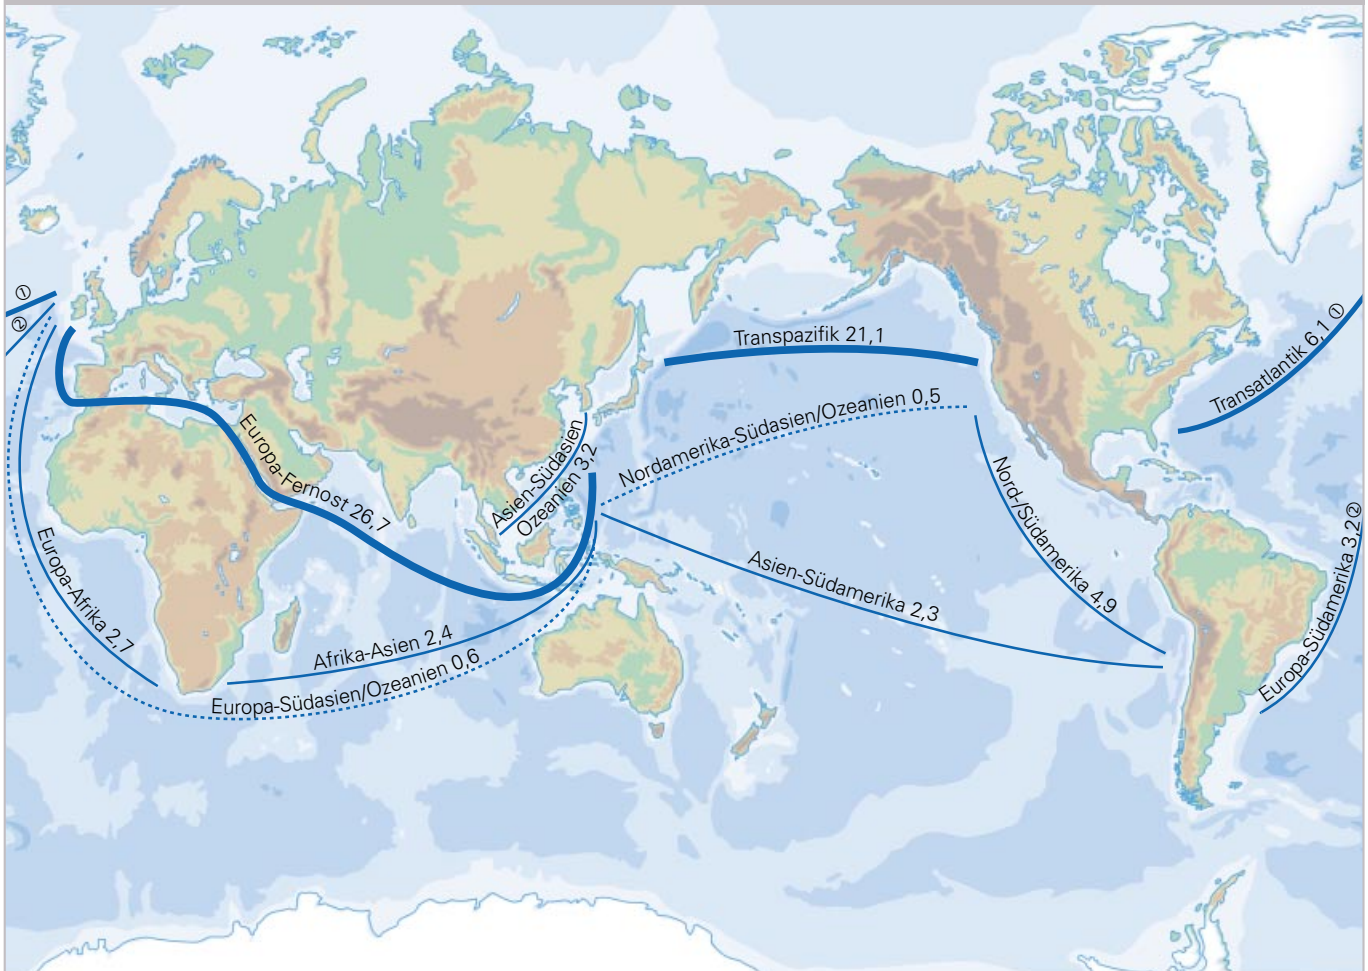 ①
②
Transpazifik 21,1
Transatlantik 6,1 ①
Nordamerika-Südasien/Ozeanien 0,5
Europa-Fernost 26,7
Asien-Südasien
Ozeanien 3,2
Nord/Südamerika 4,9
Europa-Südamerika 3,2 ②
Europa-Afrika 2,7
Asien-Südamerika 2,3
Afrika-Asien 2,4
Europa-Südasien/Ozeanien 0,6